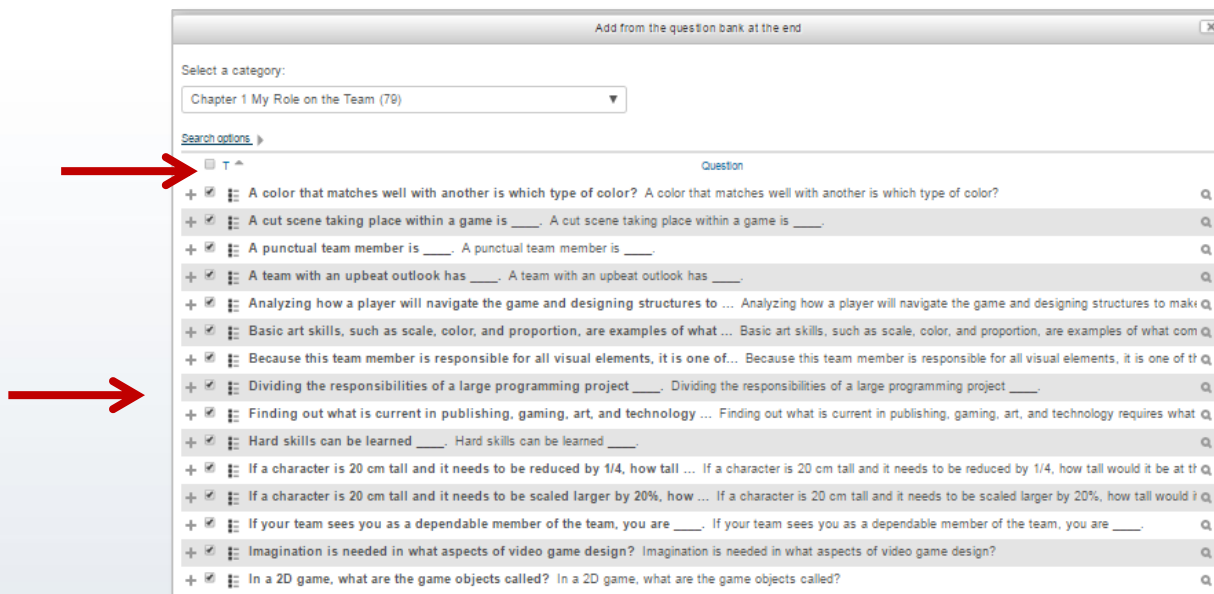 Add from the question bank at the end
Select a category:
Chapter 1 My Role on the Team (79)
Search options
T Question
A color that matches well with another is which type of color? A color that matches well with another is which type of color?
A cut scene taking place within a game is ____. A cut scene taking place within a game is ____.
A punctual team member is ____. A punctual team member is ____.
A team with an upbeat outlook has ____. A team with an upbeat outlook has ____.
Analyzing how a player will navigate the game and designing structures to ... Analyzing how a player will navigate the game and designing structures to make
Basic art skills, such as scale, color, and proportion, are examples of what ... Basic art skills, such as scale, color, and proportion, are examples of what com
Because this team member is responsible for all visual elements, it is one of... Because this team member is responsible for all visual elements, it is one of th
Dividing the responsibilities of a large programming project ____. Dividing the responsibilities of a large programming project ____.
Finding out what is current in publishing, gaming, art, and technology ... Finding out what is current in publishing, gaming, art, and technology requires what
Hard skills can be learned ____. Hard skills can be learned ____.
If a character is 20 cm tall and it needs to be reduced by 1/4, how tall ... If a character is 20 cm tall and it needs to be reduced by 1/4, how tall would it be at th
If a character is 20 cm tall and it needs to be scaled larger by 20%, how ... If a character is 20 cm tall and it needs to be scaled larger by 20%, how tall would i
If your team sees you as a dependable member of the team, you are ____. If your team sees you as a dependable member of the team, you are ____.
Imagination is needed in what aspects of video game design? Imagination is needed in what aspects of video game design?
In a 2D game, what are the game objects called? In a 2D game, what are the game objects called?